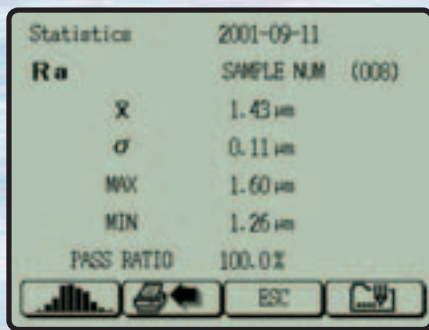 Statistics 2001-09-11
Ra SAMPLE NUM (008)
x̄ 1.43 µm
σ 0.11 µm
MAX 1.60 µm
MIN 1.26 µm
PASS RATIO 100.0%
ESC